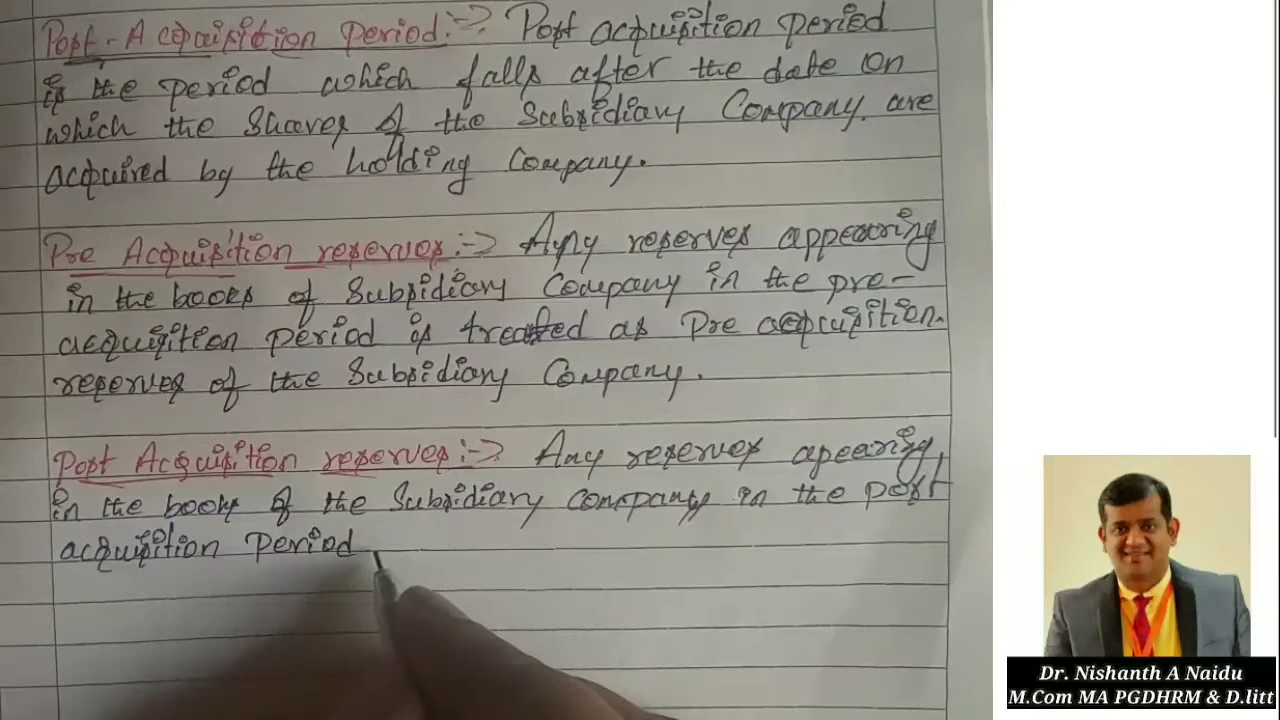 Post - Acquisition period :-> Post acquisition period
is the period which falls after the date on
which the Shares of the Subsidiary Company are
acquired by the holding Company.
Pre Acquisition reserves :-> Any reserves appearing
in the books of Subsidiary Company in the pre-
acquisition period is treated as Pre acquisition.
reserves of the Subsidiary Company.
Post Acquisition reserves :-> Any reserves apearing
in the books of the Subsidiary company in the post
acquisition period
Dr. Nishanth A Naidu
M.Com MA PGDHRM & D.litt